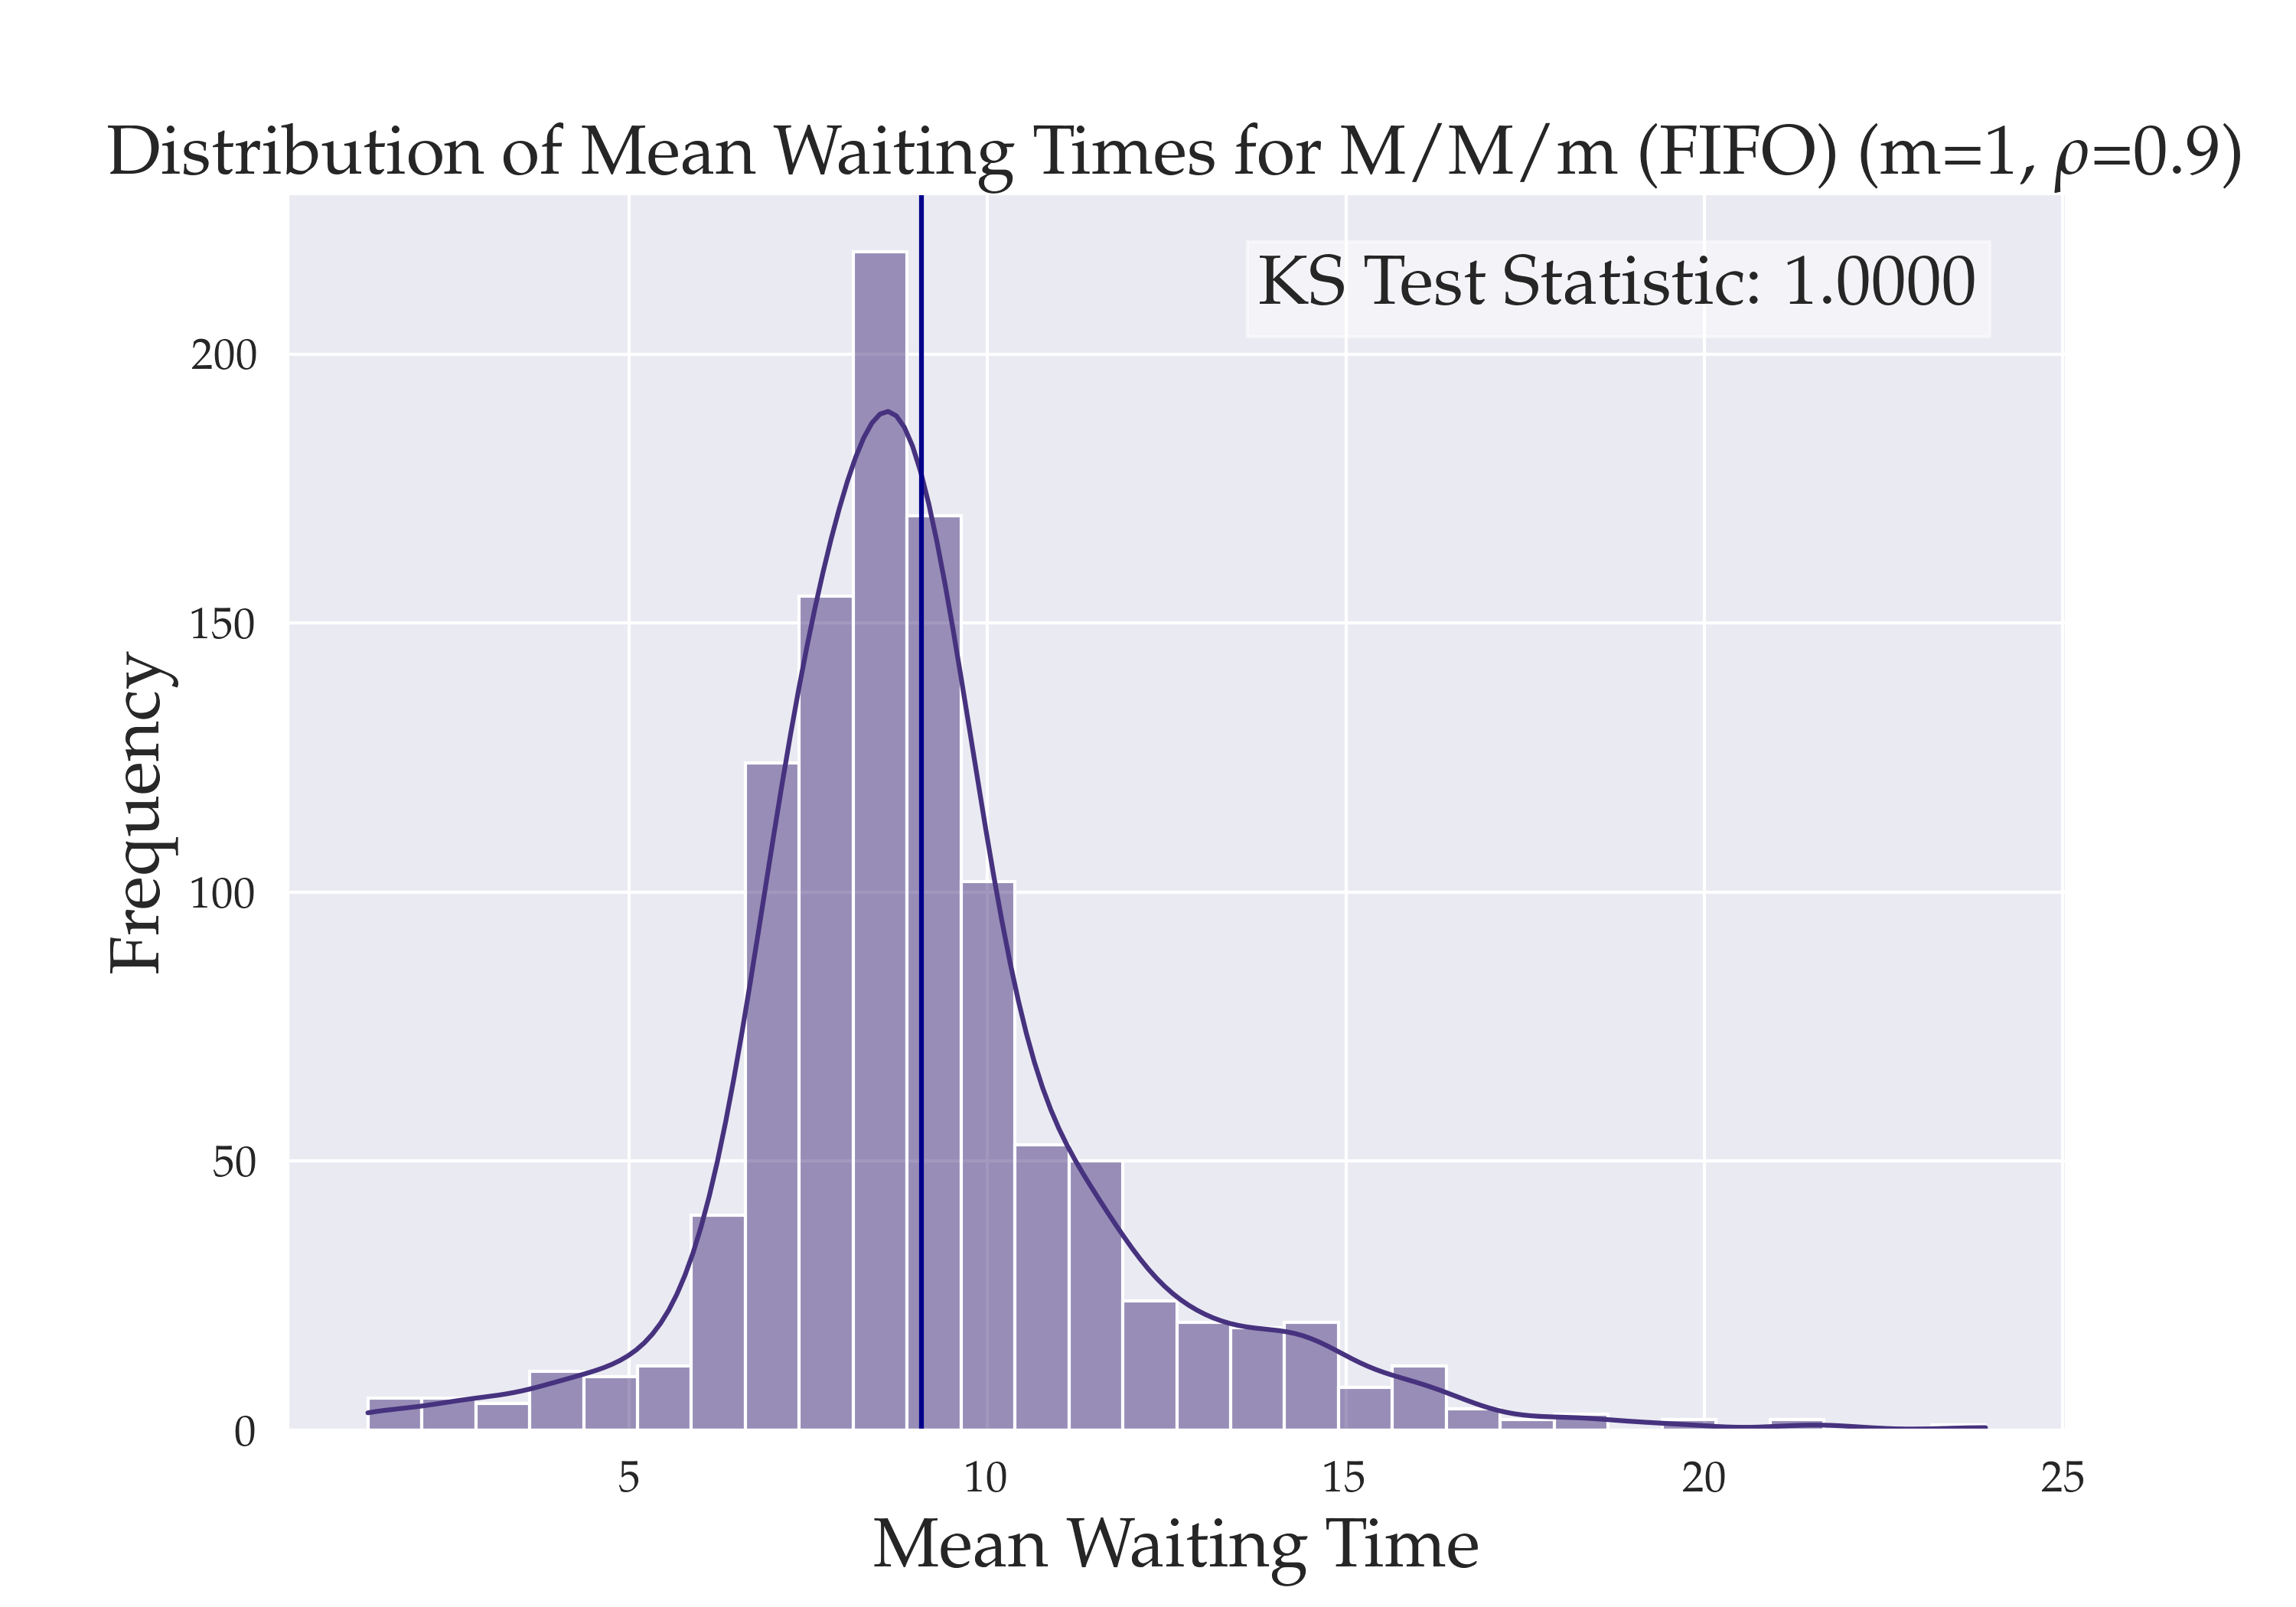 Distribution of Mean Waiting Times for M/M/m (FIFO) (m=1, ρ=0.9)
KS Test Statistic: 1.0000
200
150
100
50
0
Frequency
5 10 15 20 25
Mean Waiting Time